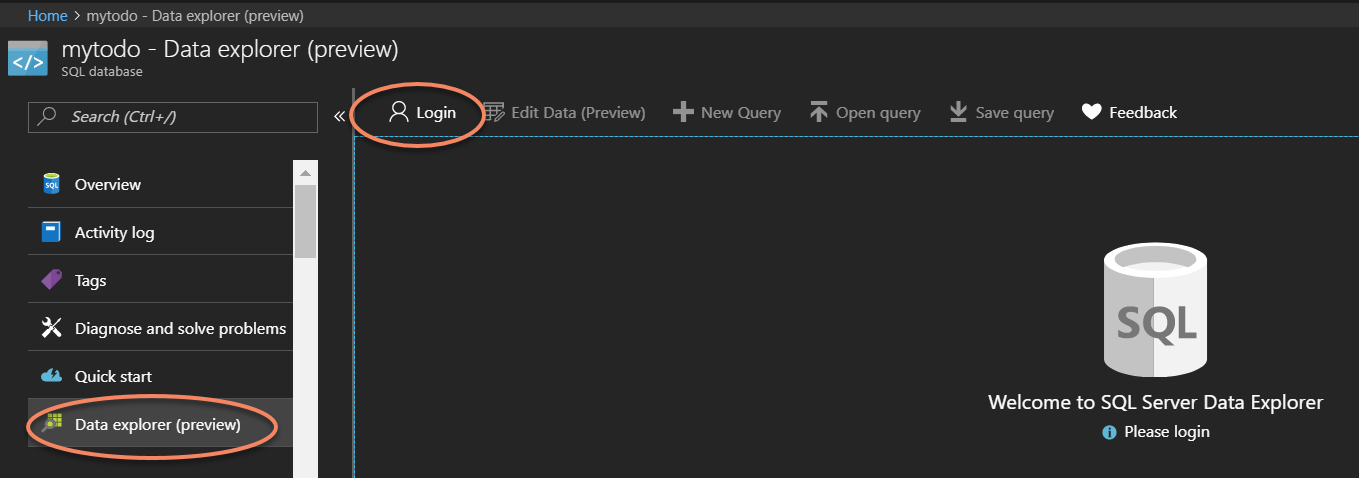 Home > mytodo - Data explorer (preview)
mytodo - Data explorer (preview)
SQL database
Search (Ctrl+/)
«
Login
Edit Data (Preview)
New Query
Open query
Save query
Feedback
SQL
Overview
Activity log
Tags
Diagnose and solve problems
Quick start
Data explorer (preview)
SQL
Welcome to SQL Server Data Explorer
Please login